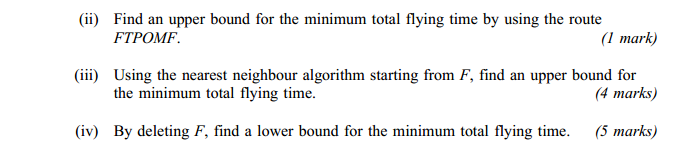 (ii) Find an upper bound for the minimum total flying time by using the route
FTPOMF. (1 mark)
(iii) Using the nearest neighbour algorithm starting from F, find an upper bound for
the minimum total flying time. (4 marks)
(iv) By deleting F, find a lower bound for the minimum total flying time. (5 marks)